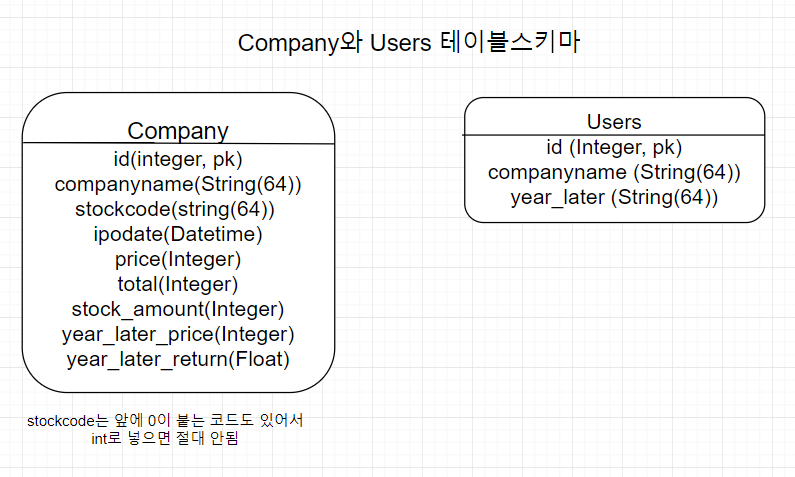 Company와 Users 테이블스키마
Company
id(integer, pk)
companyname(String(64))
stockcode(string(64))
ipodate(Datetime)
price(Integer)
total(Integer)
stock_amount(Integer)
year_later_price(Integer)
year_later_return(Float)
Users
id (Integer, pk)
companyname (String(64))
year_later (String(64))
stockcode는 앞에 0이 붙는 코드도 있어서
int로 넣으면 절대 안됨